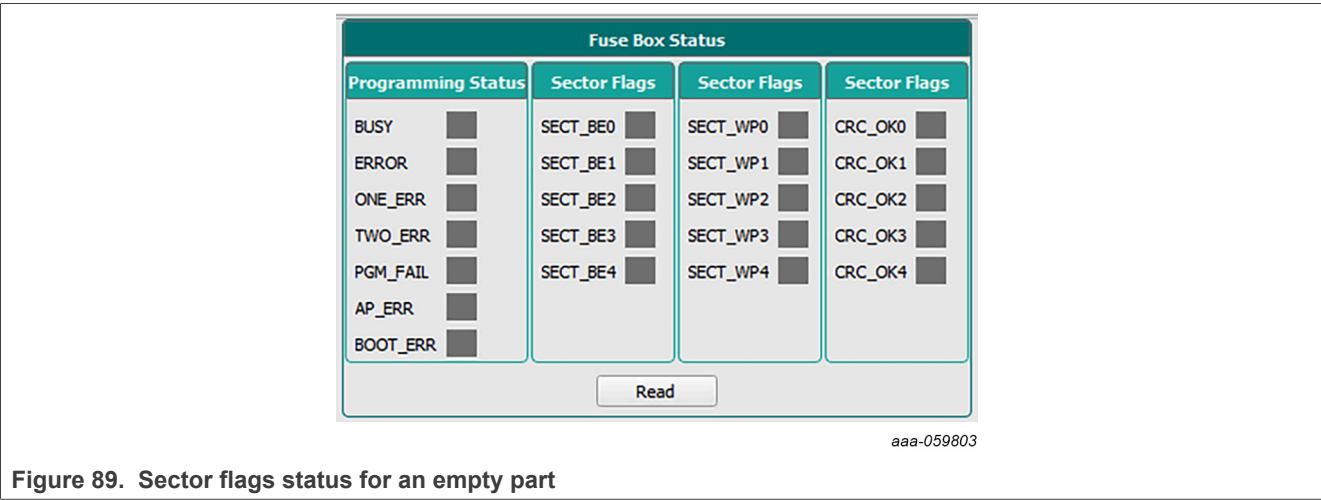 Fuse Box Status
Programming Status Sector Flags Sector Flags Sector Flags
BUSY SECT_BE0 SECT_WP0 CRC_OK0
ERROR SECT_BE1 SECT_WP1 CRC_OK1
ONE_ERR SECT_BE2 SECT_WP2 CRC_OK2
TWO_ERR SECT_BE3 SECT_WP3 CRC_OK3
PGM_FAIL SECT_BE4 SECT_WP4 CRC_OK4
AP_ERR
BOOT_ERR
Read
aaa-059803
Figure 89. Sector flags status for an empty part